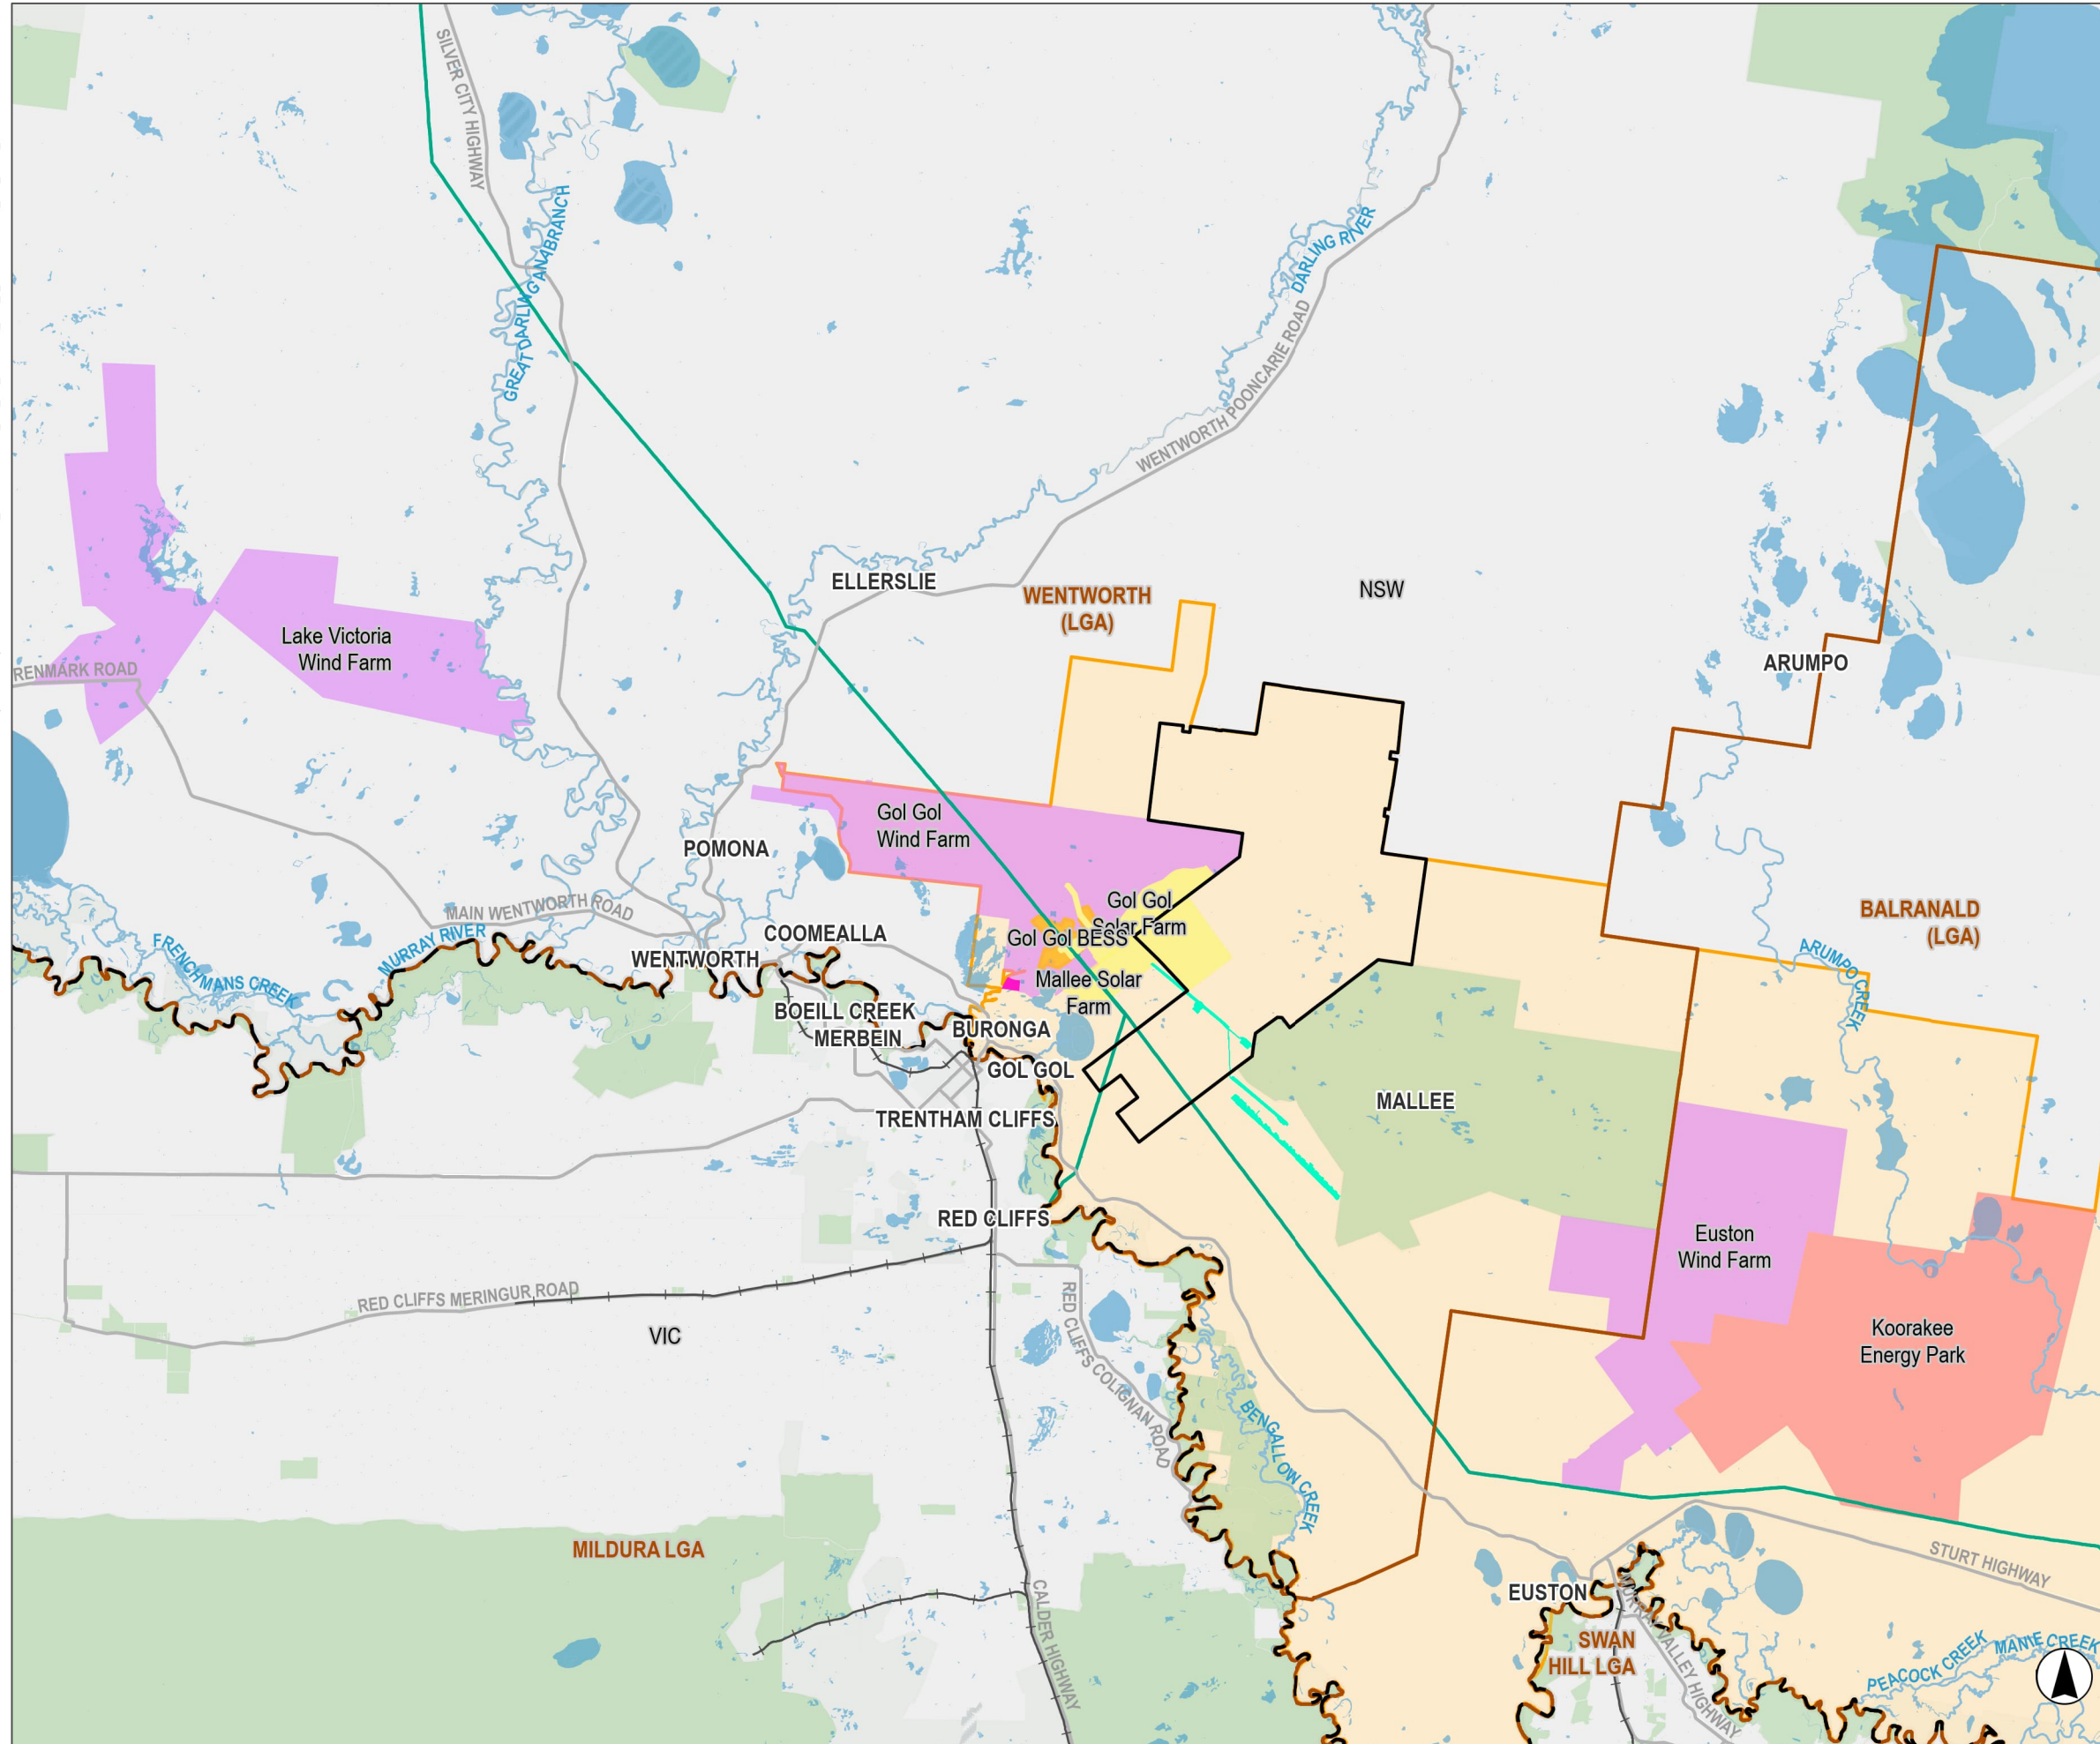 SILVER CITY HIGHWAY
GREAT DARLING ANABRANCH
DARLING RIVER
WENTWORTH POONCARIE ROAD
ELLERSLIE
WENTWORTH
(LGA)
NSW
Lake Victoria
Wind Farm
RENMARK ROAD
ARUMPO
Gol Gol
Wind Farm
POMONA
Gol Gol
Solar Farm
Gol Gol BESS
Mallee Solar
Farm
MAIN WENTWORTH ROAD
COOMEALLA
WENTWORTH
MURRAY RIVER
FRENCHMANS CREEK
BALRANALD
(LGA)
ARUMPO CREEK
BOEILL CREEK
MERBEIN
BURONGA
GOL GOL
TRENTHAM CLIFFS
MALLEE
RED CLIFFS
Euston
Wind Farm
RED CLIFFS MERINGUR ROAD
VIC
RED CLIFFS COLIGNAN ROAD
Koorakee
Energy Park
BENGALLOW CREEK
MILDURA LGA
CALDER HIGHWAY
STURT HIGHWAY
EUSTON
SWAN
HILL LGA
MURRAY VALLEY HIGHWAY
PEACOCK CREEK
MANIE CREEK